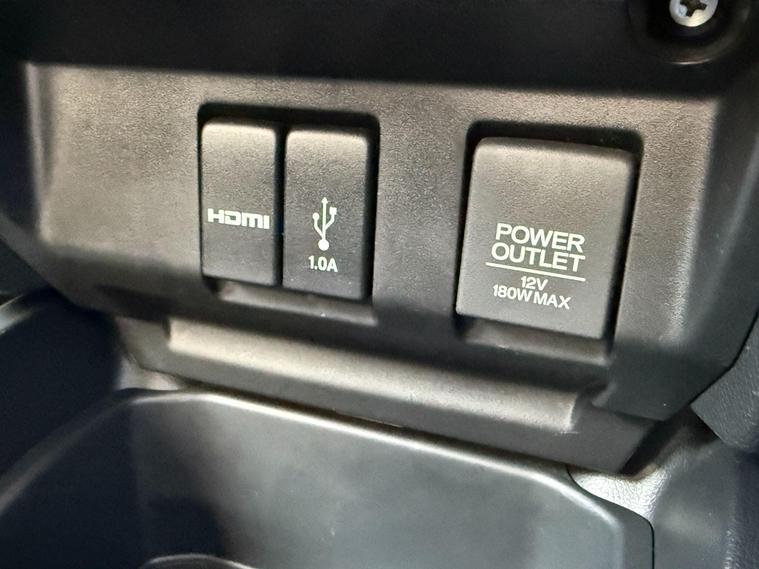 HDMI
1.0A
POWER
OUTLET
12V
180W MAX